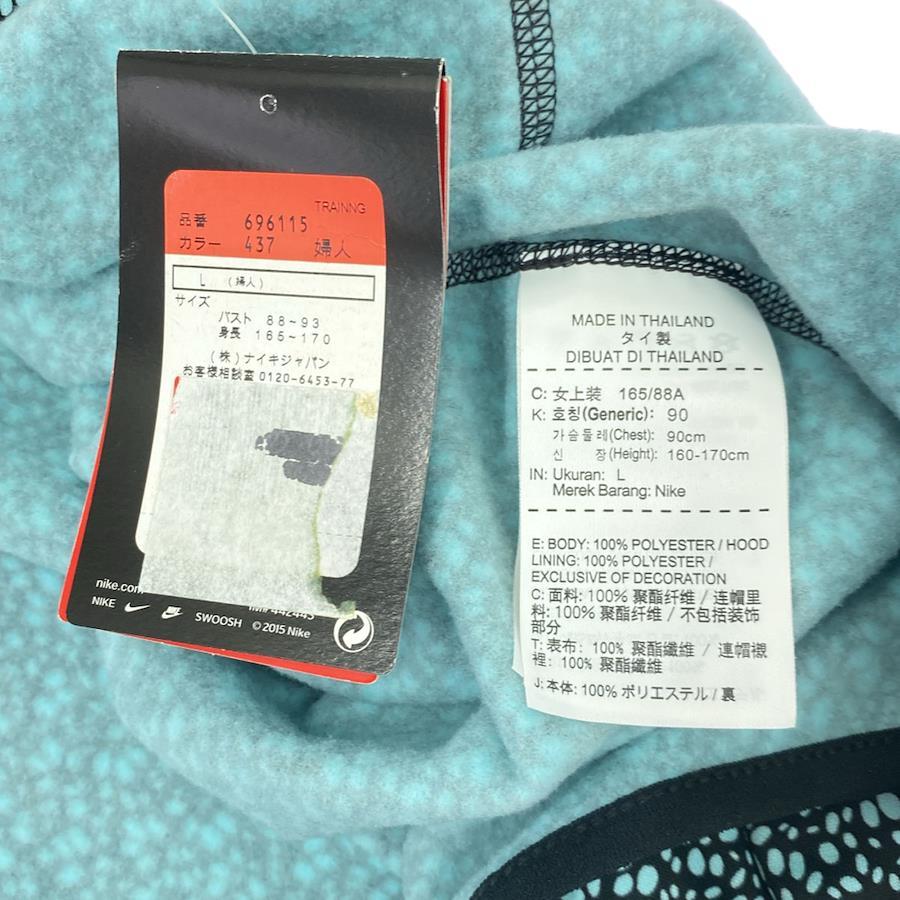 TRAINNG
品番 696115
カラー 437 婦人
L (婦人)
サイズ
バスト 88~93
身長 165~170
(株)ナイキジャパン
お客様相談室 0120-6453-77
nike.com
NIKE SWOOSH ©2015 Nike
MADE IN THAILAND
タイ製
DIBUAT DI THAILAND
C: 女上装 165/88A
K: 호칭(Generic): 90
가슴둘레(Chest): 90cm
신 장(Height): 160-170cm
IN: Ukuran: L
Merek Barang: Nike
E: BODY: 100% POLYESTER / HOOD
LINING: 100% POLYESTER /
EXCLUSIVE OF DECORATION
C: 面料: 100% 聚酯纤维 / 连帽里
料: 100% 聚酯纤维 / 不包括装饰
部分
T: 表布: 100% 聚酯纖維 / 連帽襯
裡: 100% 聚酯纖維
J: 本体: 100% ポリエステル / 裏